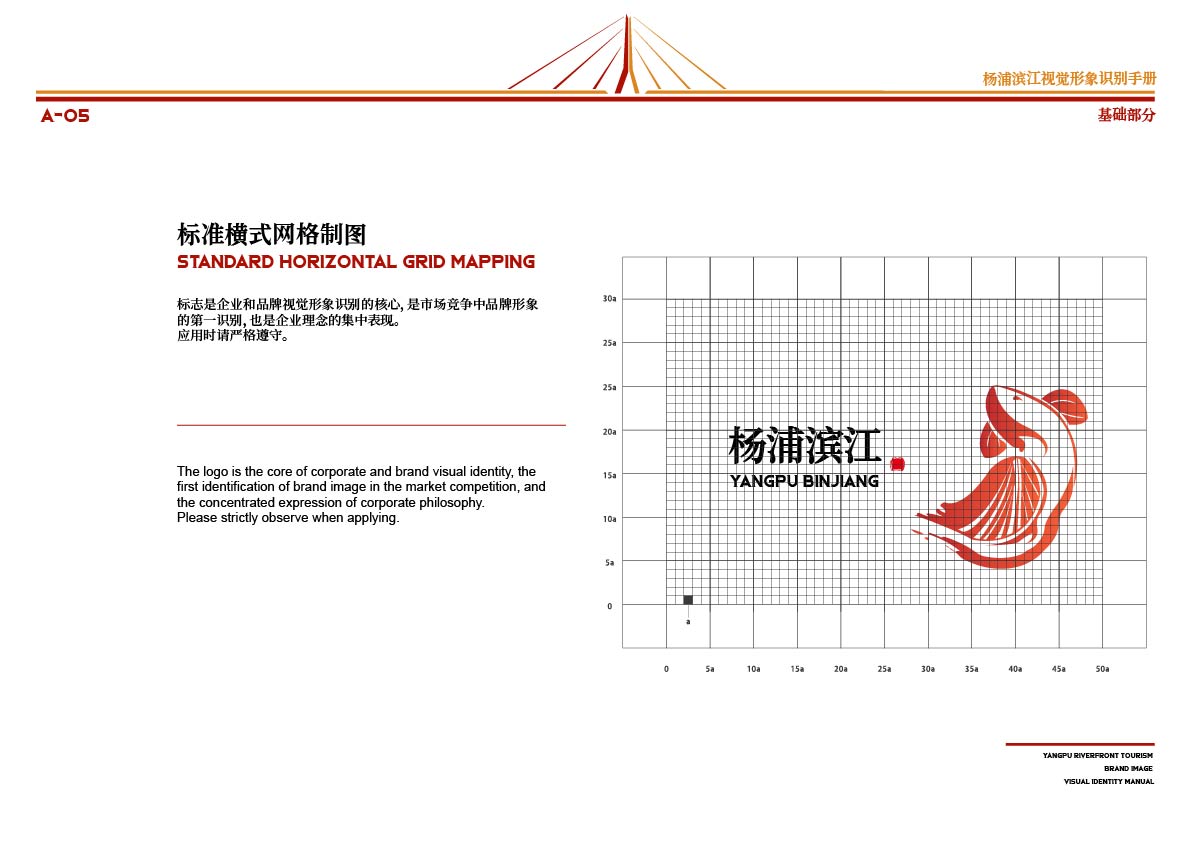 杨浦滨江视觉形象识别手册
A-05
基础部分
标准横式网格制图
STANDARD HORIZONTAL GRID MAPPING
标志是企业和品牌视觉形象识别的核心, 是市场竞争中品牌形象
的第一识别, 也是企业理念的集中表现。
应用时请严格遵守。
The logo is the core of corporate and brand visual identity, the
first identification of brand image in the market competition, and
the concentrated expression of corporate philosophy.
Please strictly observe when applying.
30a
25a
25a
20a
15a
10a
5a
0
杨浦滨江
YANGPU BINJIANG
a
0 5a 10a 15a 20a 25a 30a 35a 40a 45a 50a
YANGPU RIVERFRONT TOURISM
BRAND IMAGE
VISUAL IDENTITY MANUAL